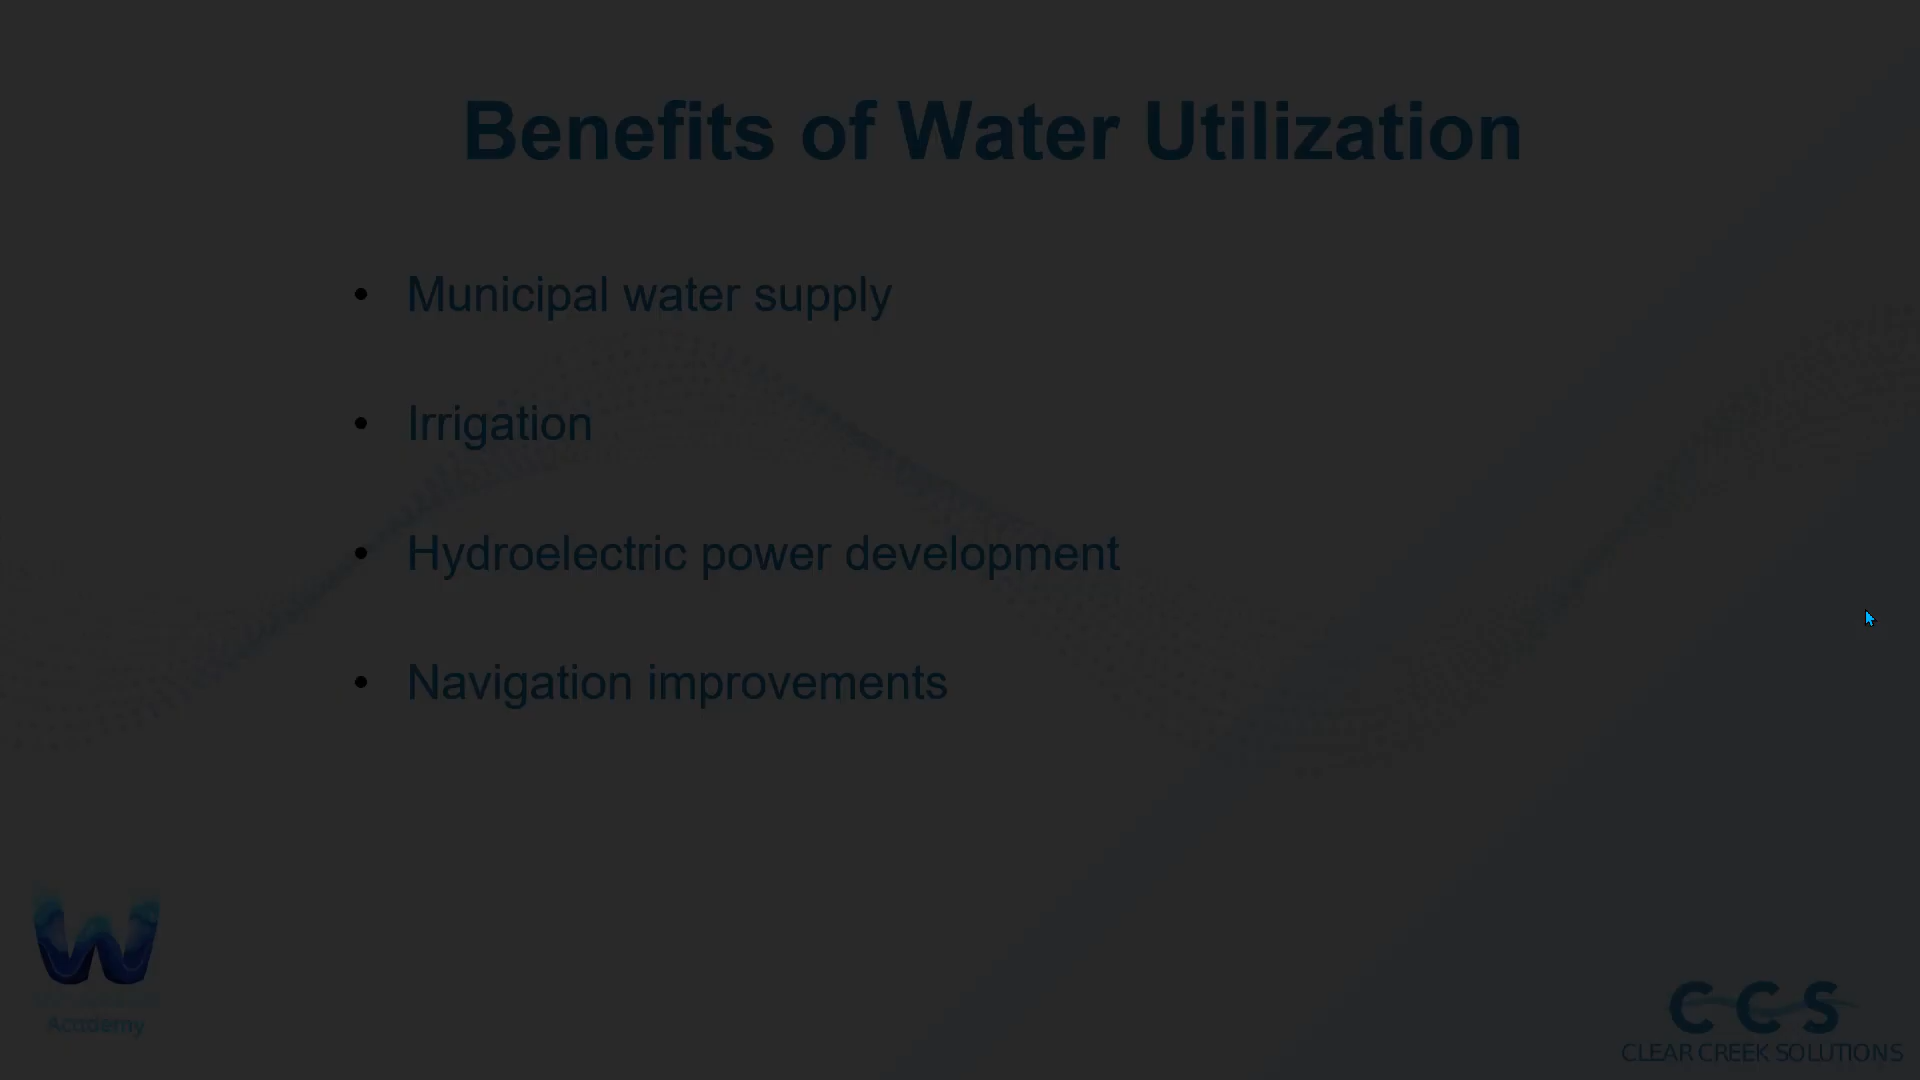 Benefits of Water Utilization
• Municipal water supply
• Irrigation
• Hydroelectric power development
• Navigation improvements
W
Academy
CCS
CLEAR CREEK SOLUTIONS